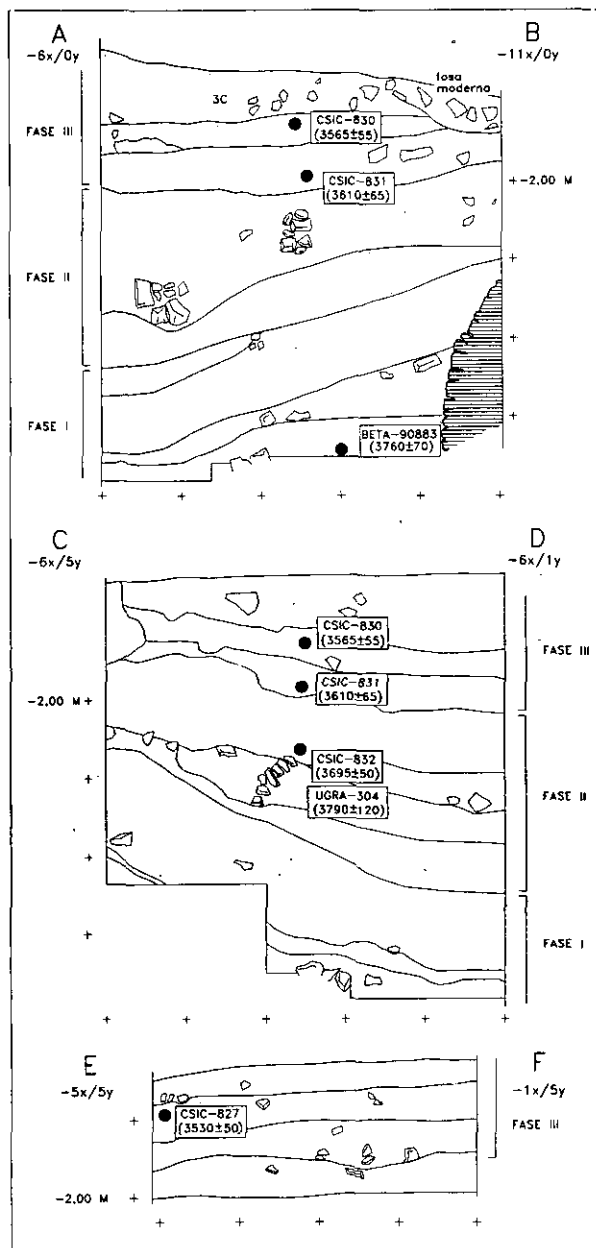 A
B
-6x/0y
-11x/0y
fosa
moderna
3C
CSIC-830
(3565±55)
FASE III
CSIC-831
(3610±65)
-2,00 M
FASE II
FASE I
BETA-90883
(3760±70)
C
D
-6x/5y
-6x/1y
CSIC-830
(3565±55)
FASE III
CSIC-831
(3610±65)
-2,00 M
CSIC-832
(3695±50)
UGRA-304
(3790±120)
FASE II
FASE I
E
F
-5x/5y
-1x/5y
CSIC-827
(3530±50)
FASE III
-2,00 M